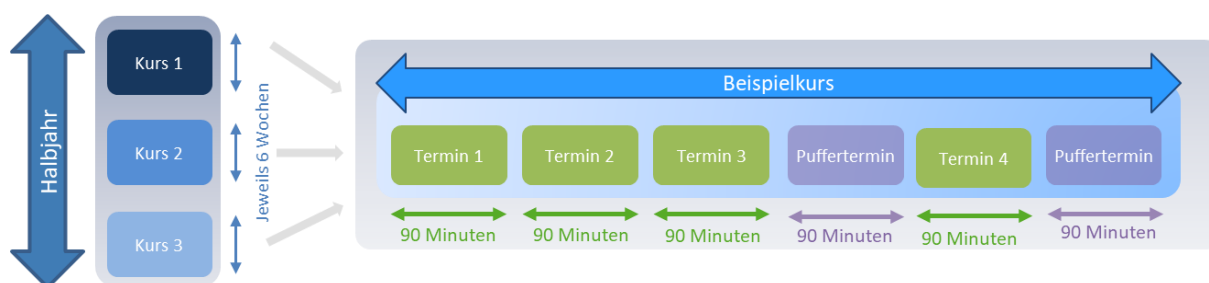 Halbjahr
Kurs 1
Kurs 2
Kurs 3
Jeweils 6 Wochen
Beispielkurs
Termin 1
Termin 2
Termin 3
Puffertermin
Termin 4
Puffertermin
90 Minuten
90 Minuten
90 Minuten
90 Minuten
90 Minuten
90 Minuten